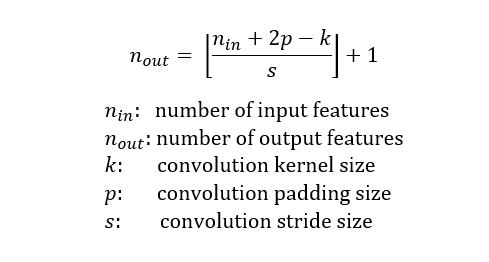 n_out = ⌊(n_in + 2p − k) / s⌋ + 1
n_in: number of input features
n_out: number of output features
k: convolution kernel size
p: convolution padding size
s: convolution stride size